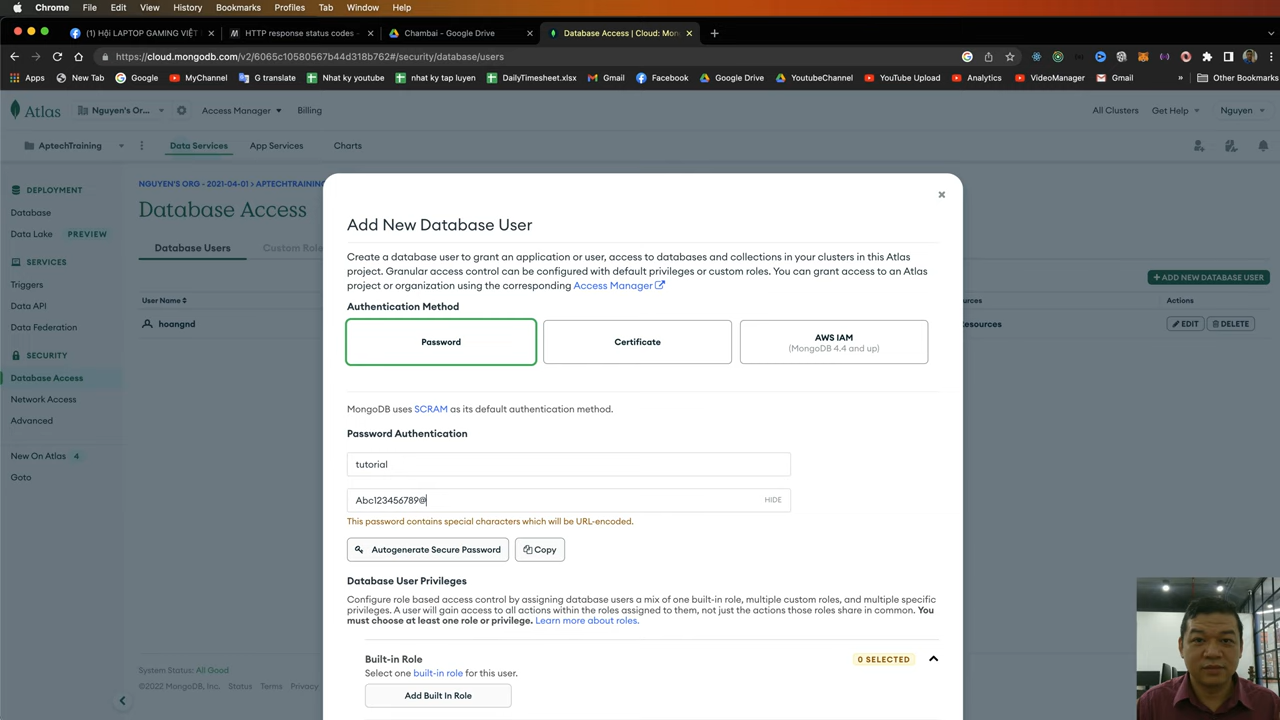 Chrome File Edit View History Bookmarks Profiles Tab Window Help
(1) Hội LAPTOP GAMING VIỆT HTTP response status codes - Chambai - Google Drive Database Access | Cloud: Mon
https://cloud.mongodb.com/v2/6065c10580567b44d318b762#/security/database/users
Apps New Tab Google MyChannel G translate Nhat ky youtube nhat ky tap luyen DailyTimesheet.xlsx Gmail Facebook Google Drive YoutubeChannel YouTube Upload Analytics VideoManager Gmail » Other Bookmarks
Atlas Nguyen's Or... Access Manager Billing All Clusters Get Help Nguyen
AptechTraining Data Services App Services Charts
DEPLOYMENT
Database
Data Lake PREVIEW
SERVICES
Triggers
Data API
Data Federation
SECURITY
Database Access
Network Access
Advanced
New On Atlas 4
Goto
NGUYEN'S ORG - 2021-04-01 > APTECHTRAINING
Database Access
Database Users Custom Role
+ ADD NEW DATABASE USER
User Name
hoangnd
ources
Resources
Actions
EDIT DELETE
System Status: All Good
©2022 MongoDB, Inc. Status Terms Privacy
Add New Database User
Create a database user to grant an application or user, access to databases and collections in your clusters in this Atlas
project. Granular access control can be configured with default privileges or custom roles. You can grant access to an Atlas
project or organization using the corresponding Access Manager
Authentication Method
Password
Certificate
AWS IAM
(MongoDB 4.4 and up)
MongoDB uses SCRAM as its default authentication method.
Password Authentication
tutorial
Abc123456789@ HIDE
This password contains special characters which will be URL-encoded.
Autogenerate Secure Password Copy
Database User Privileges
Configure role based access control by assigning database users a mix of one built-in role, multiple custom roles, and multiple specific
privileges. A user will gain access to all actions within the roles assigned to them, not just the actions those roles share in common. You
must choose at least one role or privilege. Learn more about roles.
Built-in Role 0 SELECTED
Select one built-in role for this user.
Add Built In Role